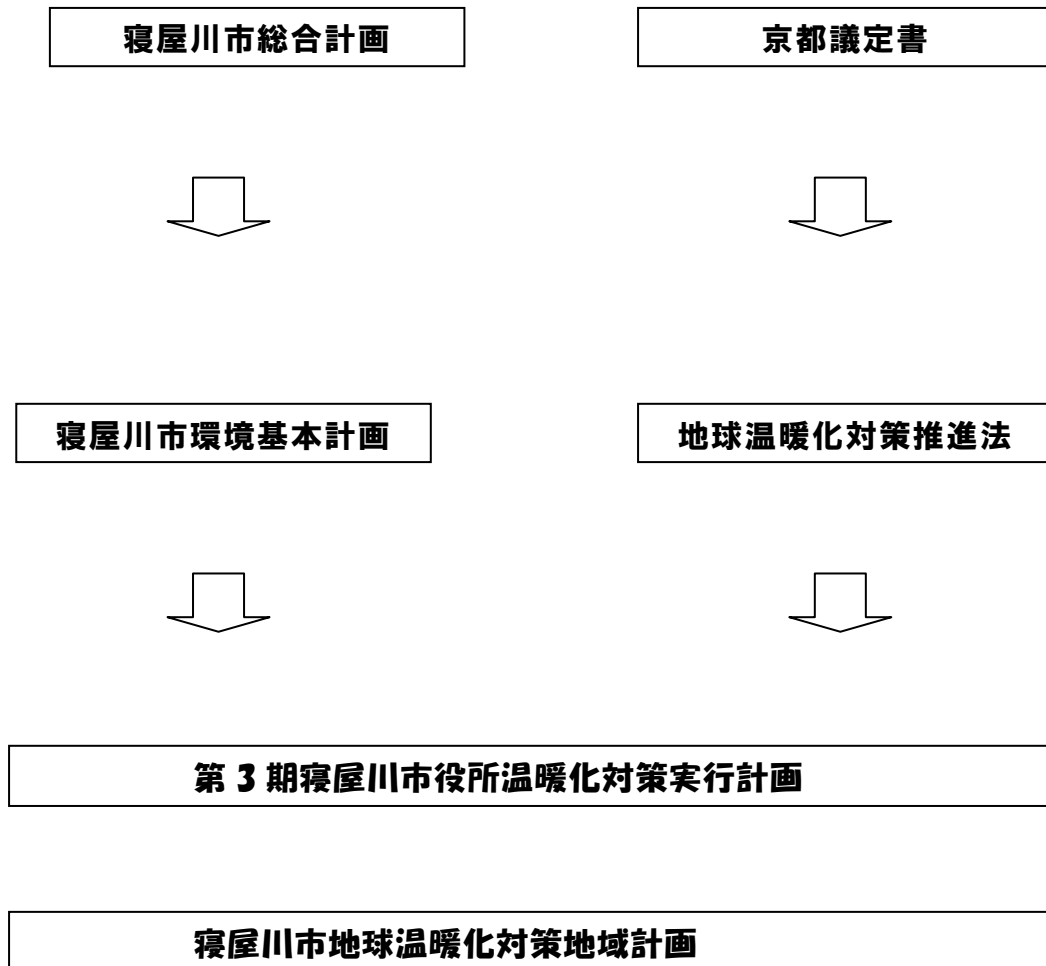 寝屋川市総合計画
京都議定書
寝屋川市環境基本計画
地球温暖化対策推進法
第3期寝屋川市役所温暖化対策実行計画
寝屋川市地球温暖化対策地域計画